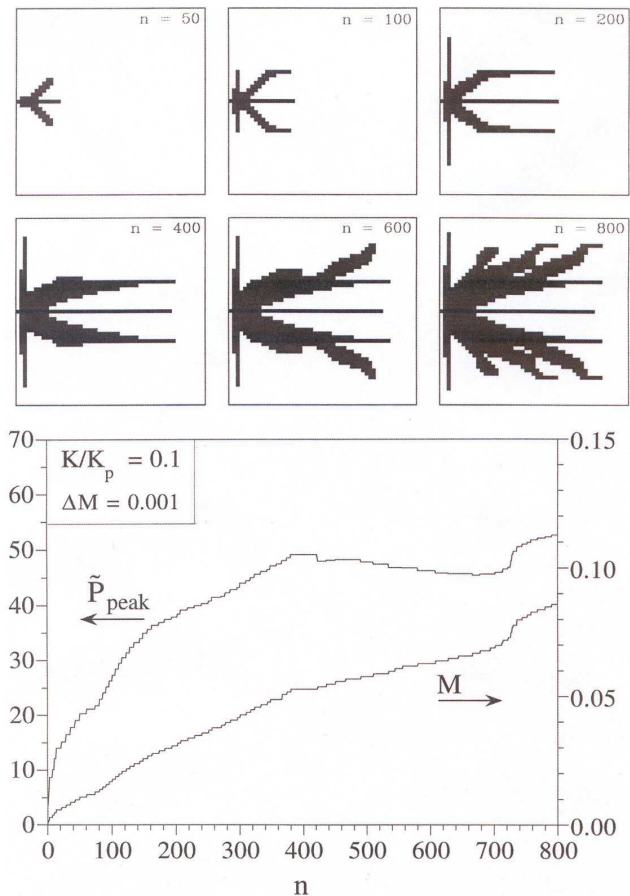 n = 50
n = 100
n = 200
n = 400
n = 600
n = 800
70
60
50
40
30
20
10
0
K/Kp = 0.1
ΔM = 0.001
P̃peak
M
0.15
0.10
0.05
0.00
0 100 200 300 400 500 600 700 800
n